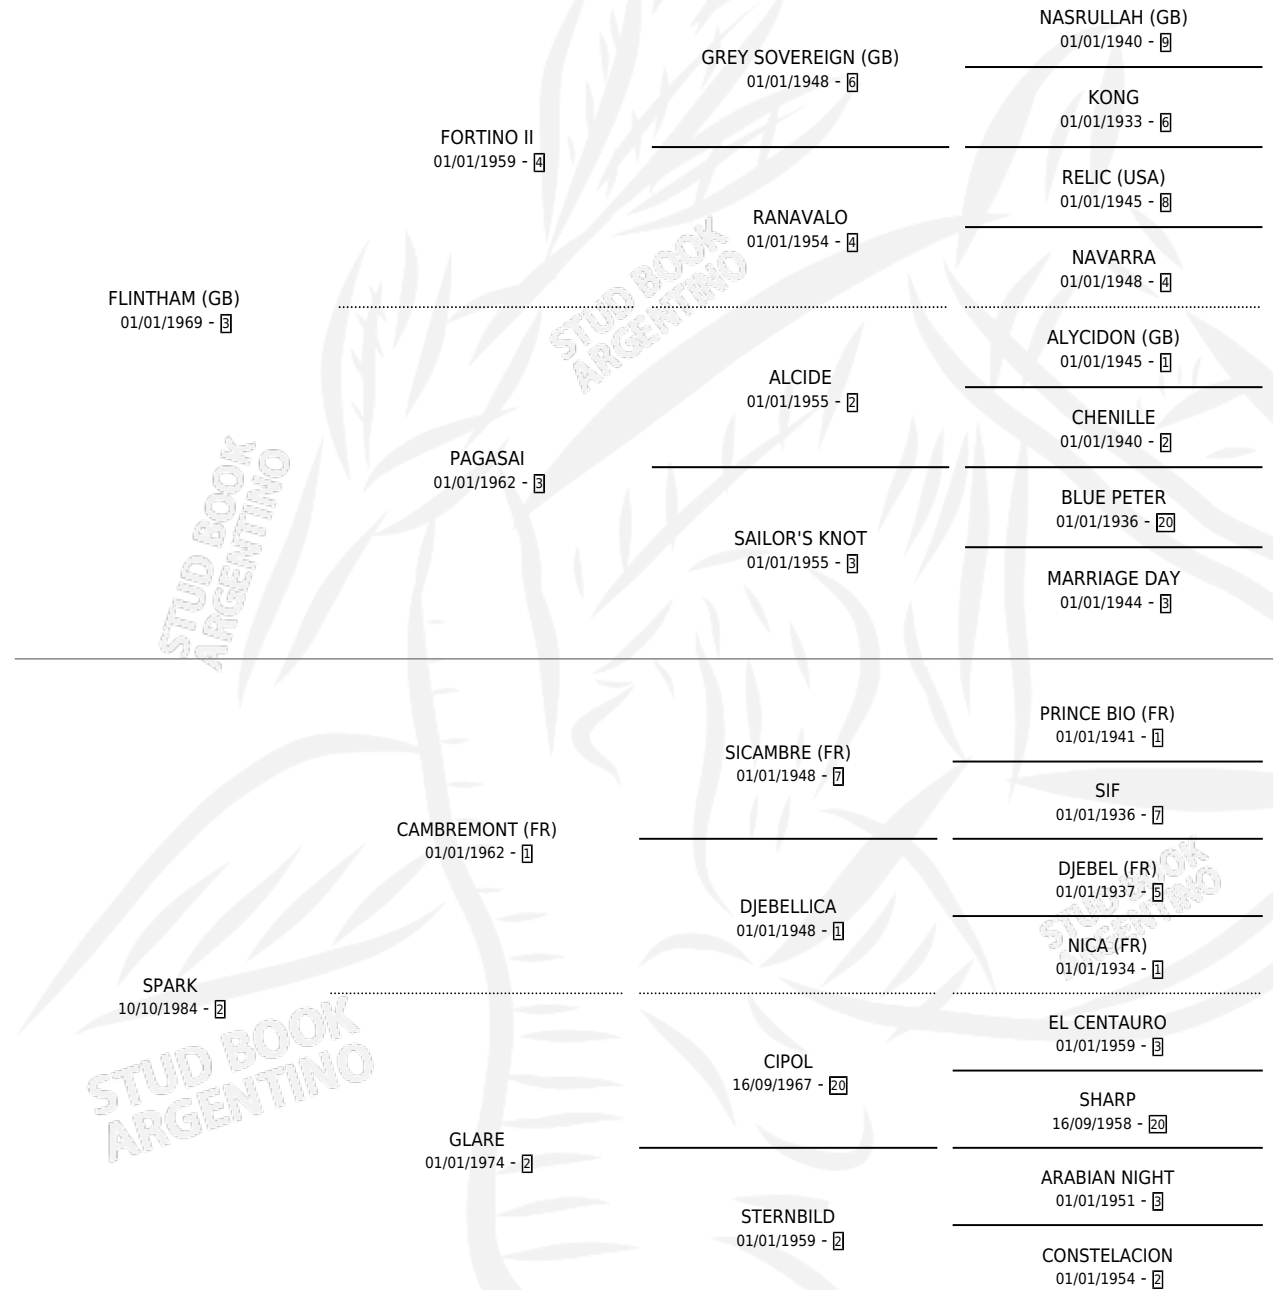 NASRULLAH (GB)
01/01/1940 - 9
GREY SOVEREIGN (GB)
01/01/1948 - 6
KONG
01/01/1933 - 6
FORTINO II
01/01/1959 - 4
RELIC (USA)
01/01/1945 - 8
RANAVALO
01/01/1954 - 4
NAVARRA
01/01/1948 - 4
FLINTHAM (GB)
01/01/1969 - 3
ALYCIDON (GB)
01/01/1945 - 1
ALCIDE
01/01/1955 - 2
CHENILLE
01/01/1940 - 2
PAGASAI
01/01/1962 - 3
BLUE PETER
01/01/1936 - 20
SAILOR'S KNOT
01/01/1955 - 3
MARRIAGE DAY
01/01/1944 - 3
PRINCE BIO (FR)
01/01/1941 - 1
SICAMBRE (FR)
01/01/1948 - 7
SIF
01/01/1936 - 7
CAMBREMONT (FR)
01/01/1962 - 1
DJEBEL (FR)
01/01/1937 - 5
DJEBELLICA
01/01/1948 - 1
NICA (FR)
01/01/1934 - 1
SPARK
10/10/1984 - 2
EL CENTAURO
01/01/1959 - 3
CIPOL
16/09/1967 - 20
SHARP
16/09/1958 - 20
GLARE
01/01/1974 - 2
ARABIAN NIGHT
01/01/1951 - 3
STERNBILD
01/01/1959 - 2
CONSTELACION
01/01/1954 - 2
STUD BOOK
ARGENTINO
STUD BOOK
ARGENTINO
STUD BOOK
ARGENTINO
STUD BOOK
ARGENTINO